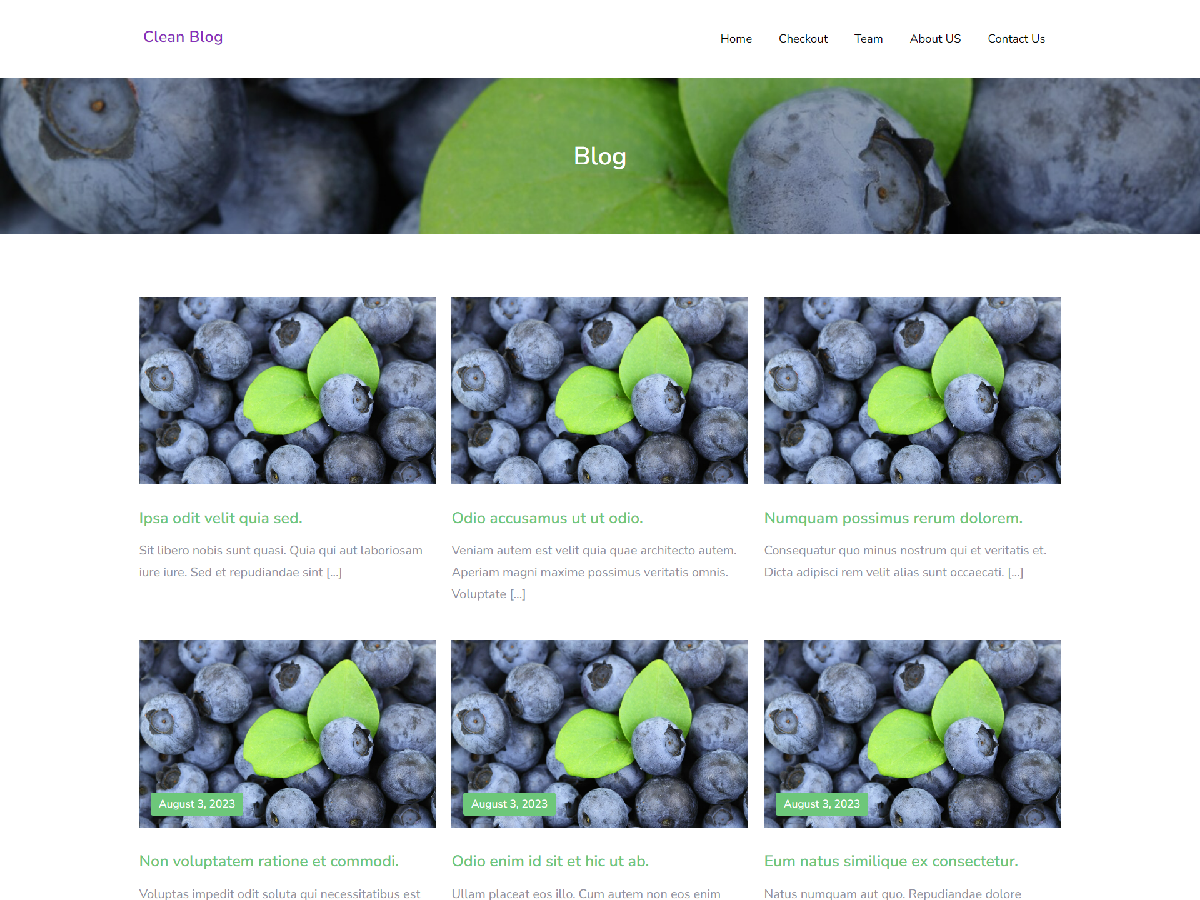 Clean Blog
Home Checkout Team About US Contact Us
Blog
Ipsa odit velit quia sed.
Sit libero nobis sunt quasi. Quia qui aut laboriosam
iure iure. Sed et repudiandae sint [...]
Odio accusamus ut ut odio.
Veniam autem est velit quia quae architecto autem.
Aperiam magni maxime possimus veritatis omnis.
Voluptate [...]
Numquam possimus rerum dolorem.
Consequatur quo minus nostrum qui et veritatis et.
Dicta adipisci rem velit alias sunt occaecati. [...]
August 3, 2023
Non voluptatem ratione et commodi.
Voluptas impedit odit soluta qui necessitatibus est
August 3, 2023
Odio enim id sit et hic ut ab.
Ullam placeat eos illo. Cum autem non eos enim
August 3, 2023
Eum natus similique ex consectetur.
Natus numquam aut quo. Repudiandae dolore